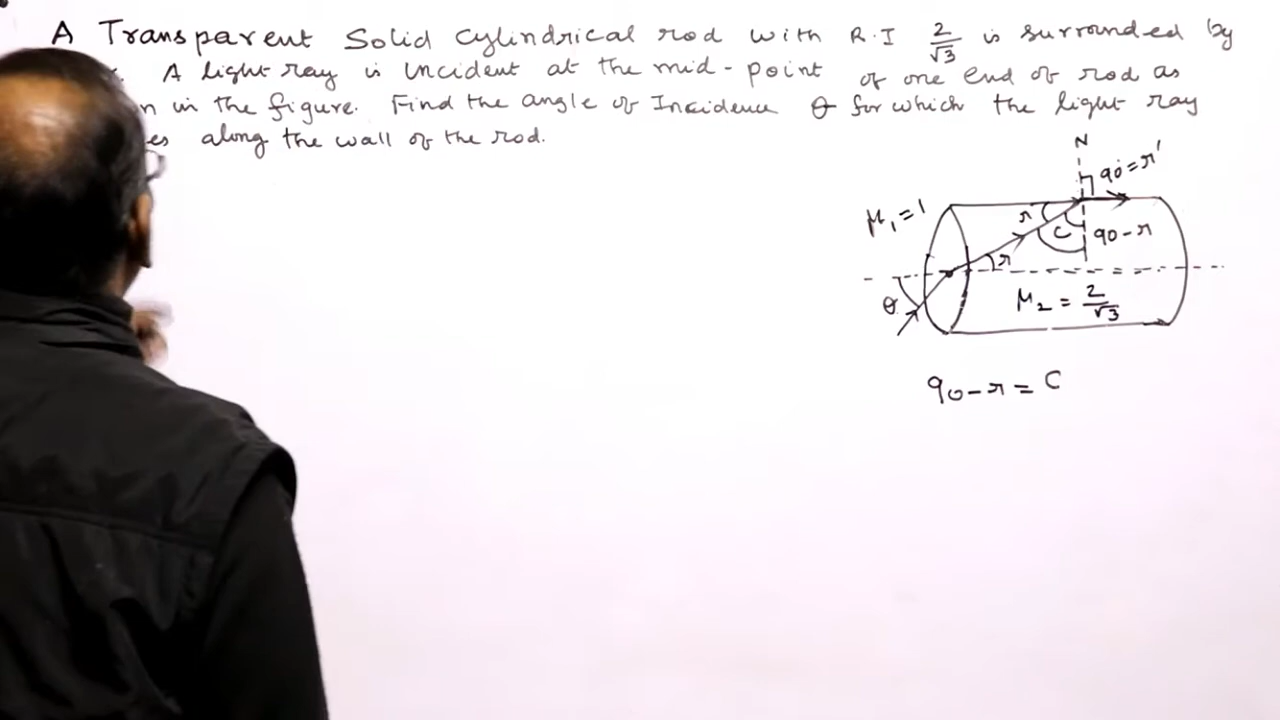 A Transparent Solid Cylindrical rod with R.I 2/√3 is surrounded by
A light ray is Incident at the mid-point of one end of rod as
in the figure. Find the angle of Incidence θ for which the light ray
along the wall of the rod.
N
90° = r'
μ₁ = 1
r
C
90-r
r
θ
μ₂ = 2/√3
90-r = C